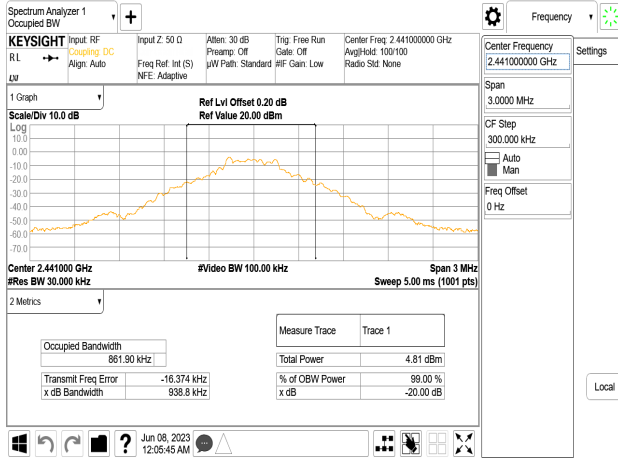 Spectrum Analyzer 1
Occupied BW
Frequency
KEYSIGHT Input: RF
Coupling: DC
Align: Auto
Input Z: 50 Ω
Freq Ref: Int (S)
NFE: Adaptive
Atten: 30 dB
Preamp: Off
µW Path: Standard
Trig: Free Run
Gate: Off
#IF Gain: Low
Center Freq: 2.441000000 GHz
Avg|Hold: 100/100
Radio Std: None
R L
Center Frequency
2.441000000 GHz
Settings
Span
3.0000 MHz
CF Step
300.000 kHz
Auto
Man
Freq Offset
0 Hz
1 Graph
Ref Lvl Offset 0.20 dB
Scale/Div 10.0 dB
Ref Value 20.00 dBm
Log
10.0
0.00
-10.0
-20.0
-30.0
-40.0
-50.0
-60.0
-70.0
Center 2.441000 GHz
#Video BW 100.00 kHz
Span 3 MHz
#Res BW 30.000 kHz
Sweep 5.00 ms (1001 pts)
2 Metrics
Measure Trace
Trace 1
Occupied Bandwidth
861.90 kHz
Total Power
4.81 dBm
Transmit Freq Error
-16.374 kHz
% of OBW Power
99.00 %
x dB Bandwidth
938.8 kHz
x dB
-20.00 dB
Local
?
Jun 08, 2023
12:05:45 AM